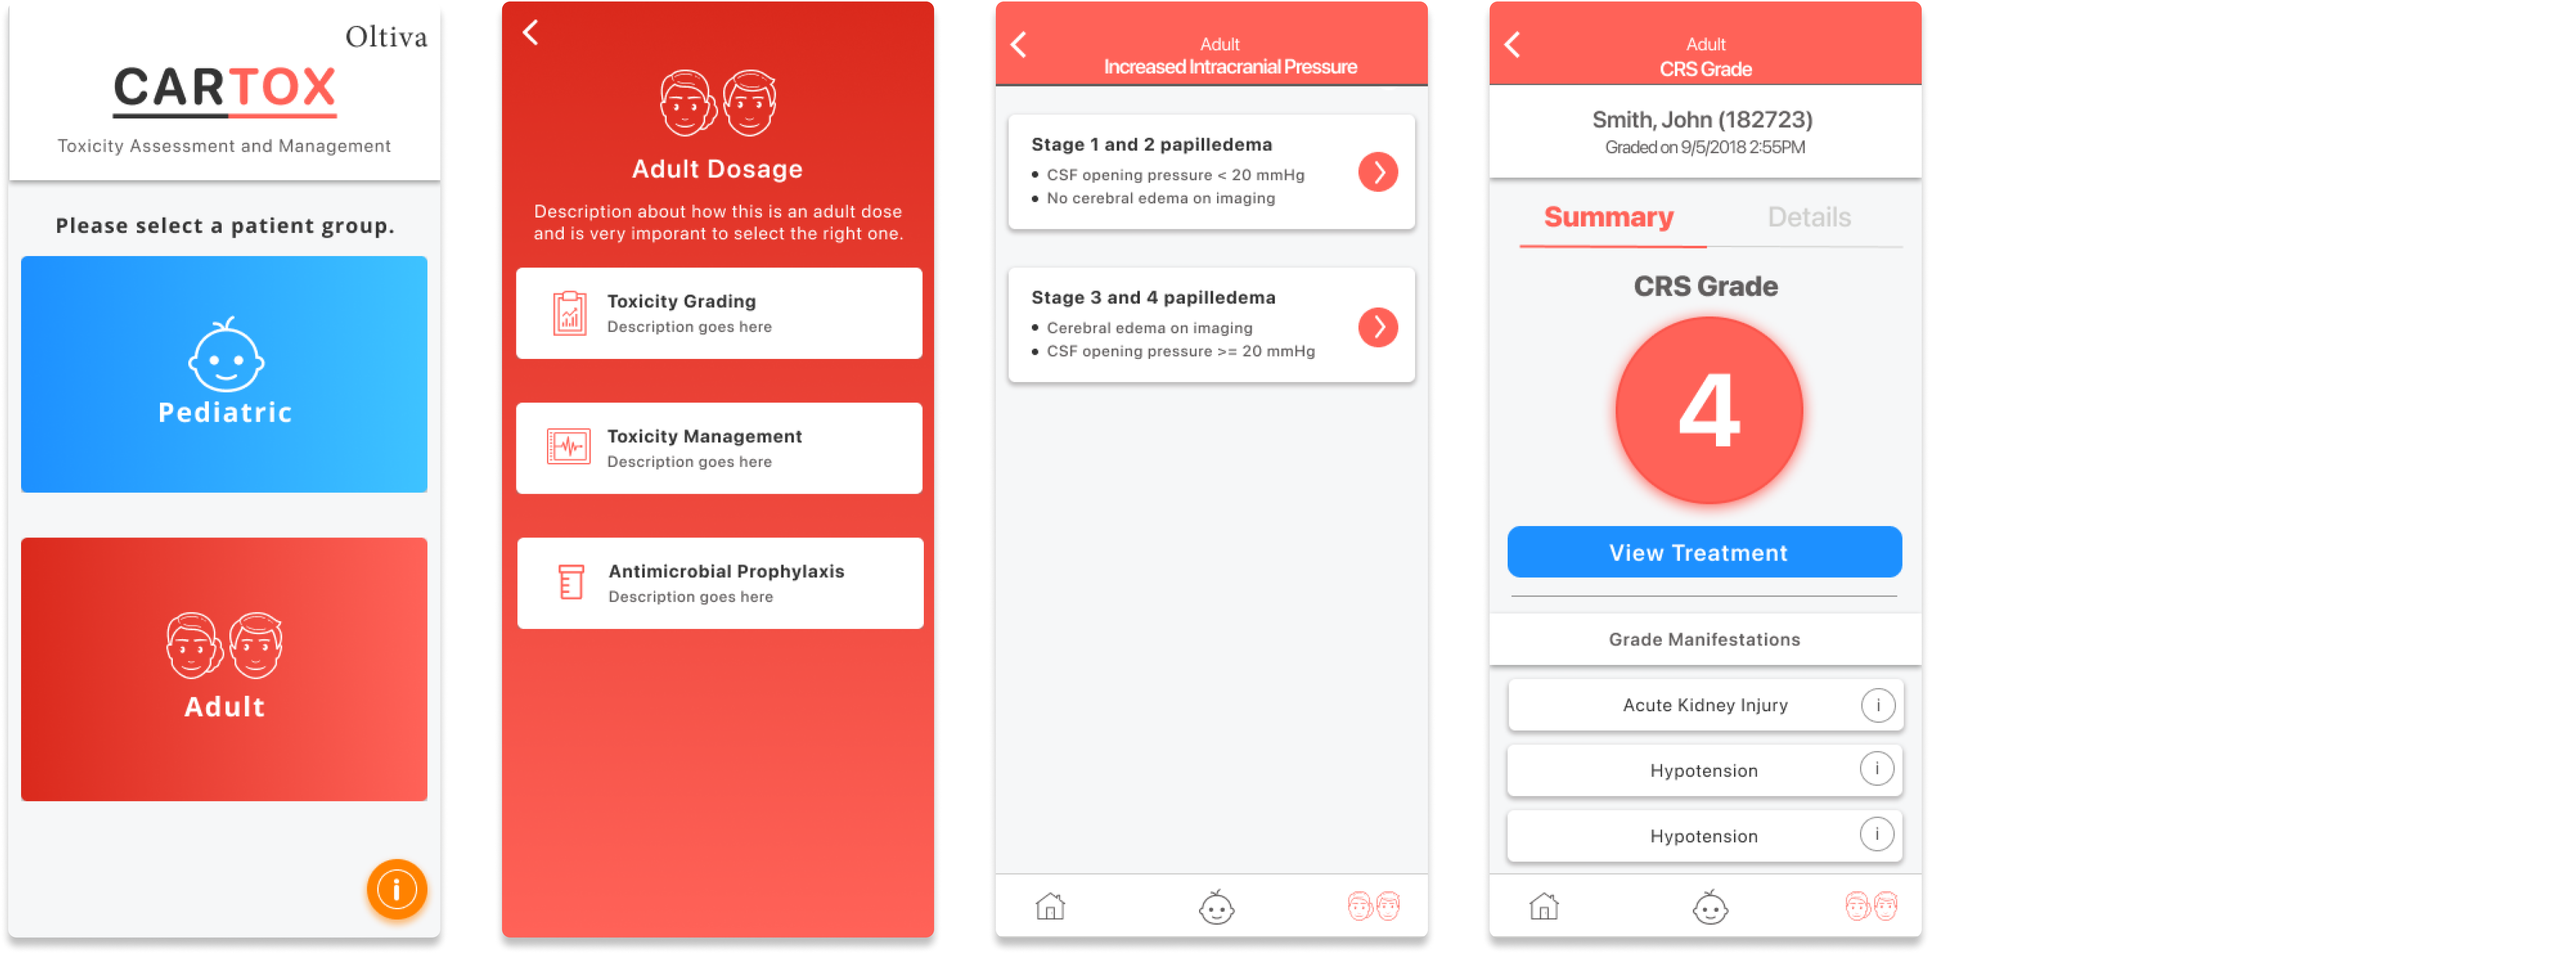 Oltiva
CARTOX
Toxicity Assessment and Management
Please select a patient group.
Pediatric
Adult
i
Adult Dosage
Description about how this is an adult dose
and is very imporant to select the right one.
Toxicity Grading
Description goes here
Toxicity Management
Description goes here
Antimicrobial Prophylaxis
Description goes here
Adult
Increased Intracranial Pressure
Stage 1 and 2 papilledema
• CSF opening pressure < 20 mmHg
• No cerebral edema on imaging
Stage 3 and 4 papilledema
• Cerebral edema on imaging
• CSF opening pressure >= 20 mmHg
Adult
CRS Grade
Smith, John (182723)
Graded on 9/5/2018 2:55PM
Summary Details
CRS Grade
4
View Treatment
Grade Manifestations
Acute Kidney Injury i
Hypotension i
Hypotension i